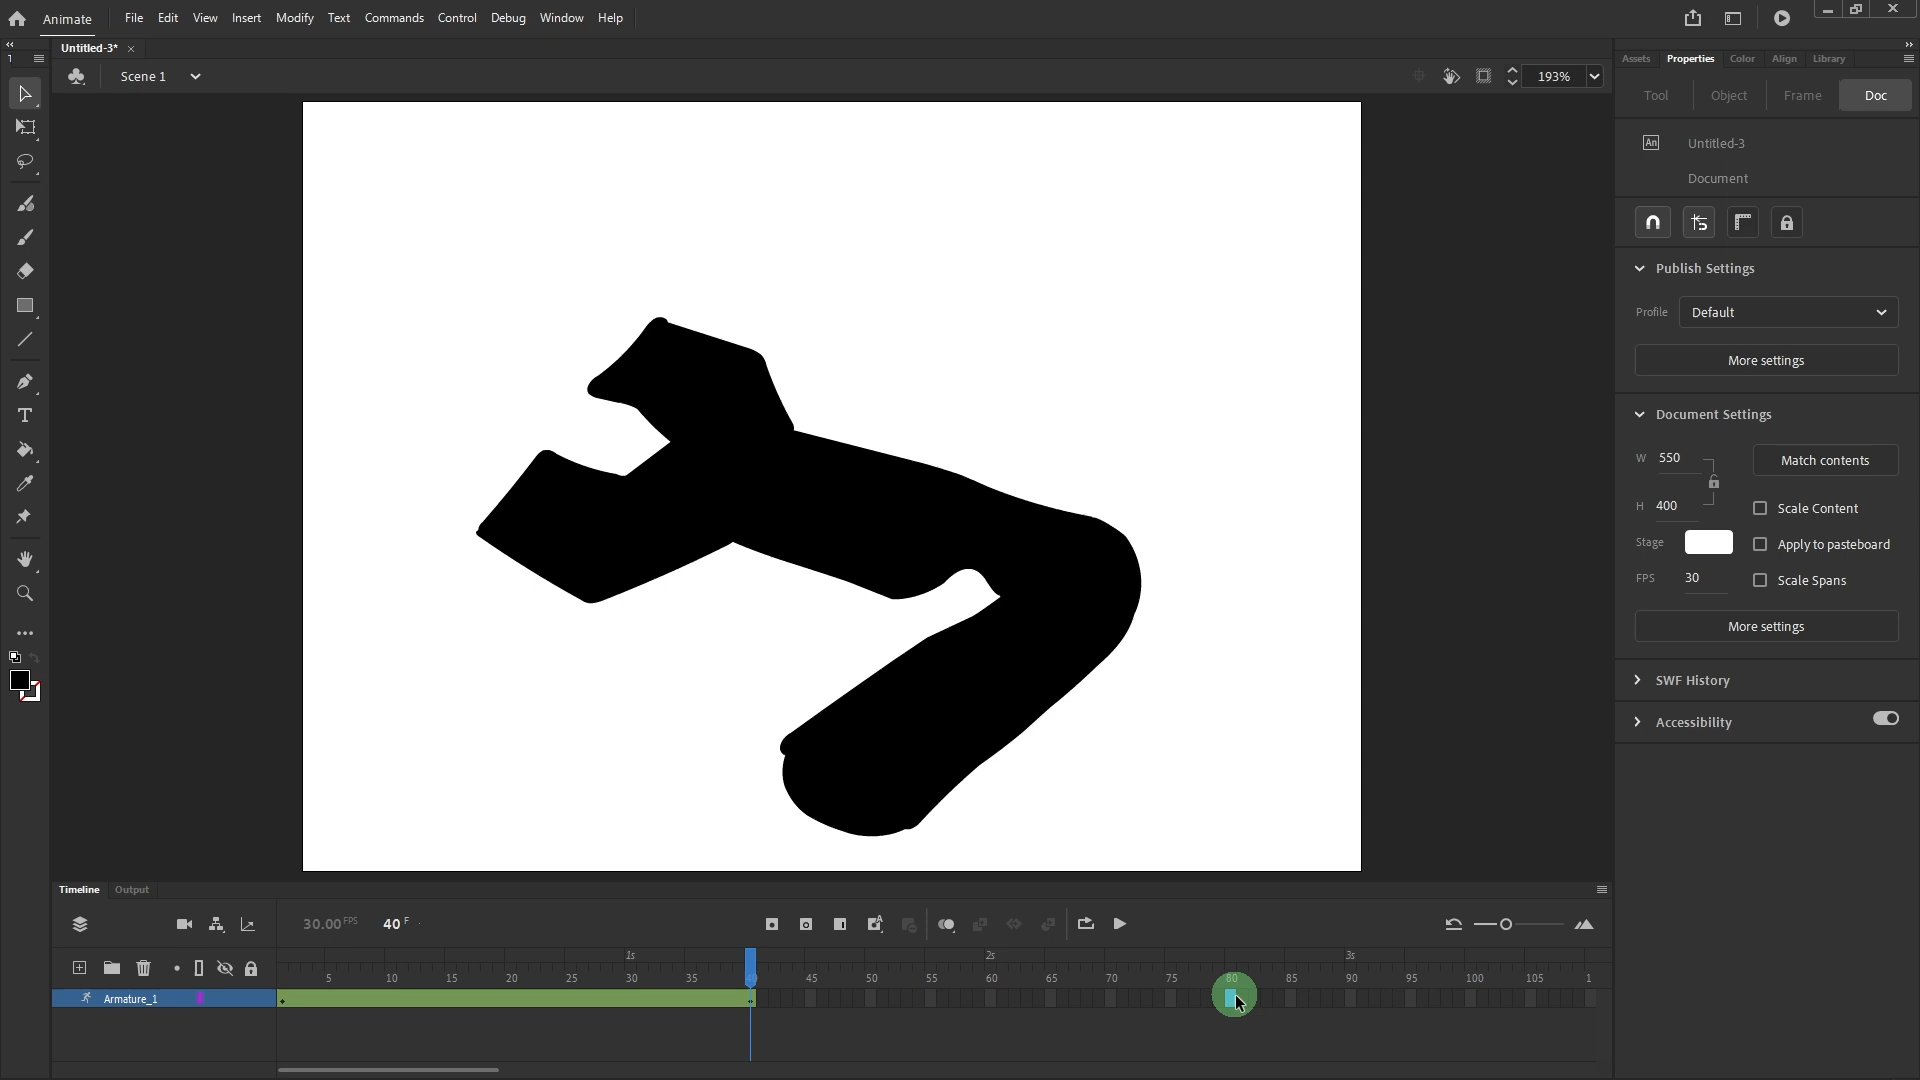 Animate File Edit View Insert Modify Text Commands Control Debug Window Help
Untitled-3*
Scene 1
193%
Assets Properties Color Align Library
Tool Object Frame Doc
An Untitled-3
Document
Publish Settings
Profile Default
More settings
Document Settings
W 550 Match contents
H 400 Scale Content
Stage Apply to pasteboard
FPS 30 Scale Spans
More settings
SWF History
Accessibility
Timeline Output
30.00 FPS 40 F
1s 2s 3s
5 10 15 20 25 30 35 40 45 50 55 60 65 70 75 80 85 90 95 100 105 1
Armature_1